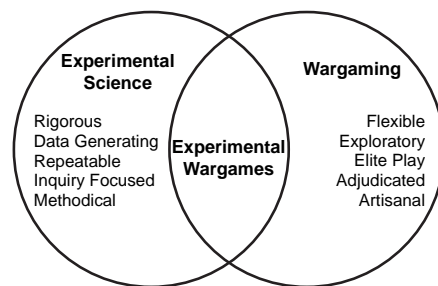 Experimental
Science
Rigorous
Data Generating
Repeatable
Inquiry Focused
Methodical
Experimental
Wargames
Wargaming
Flexible
Exploratory
Elite Play
Adjudicated
Artisanal